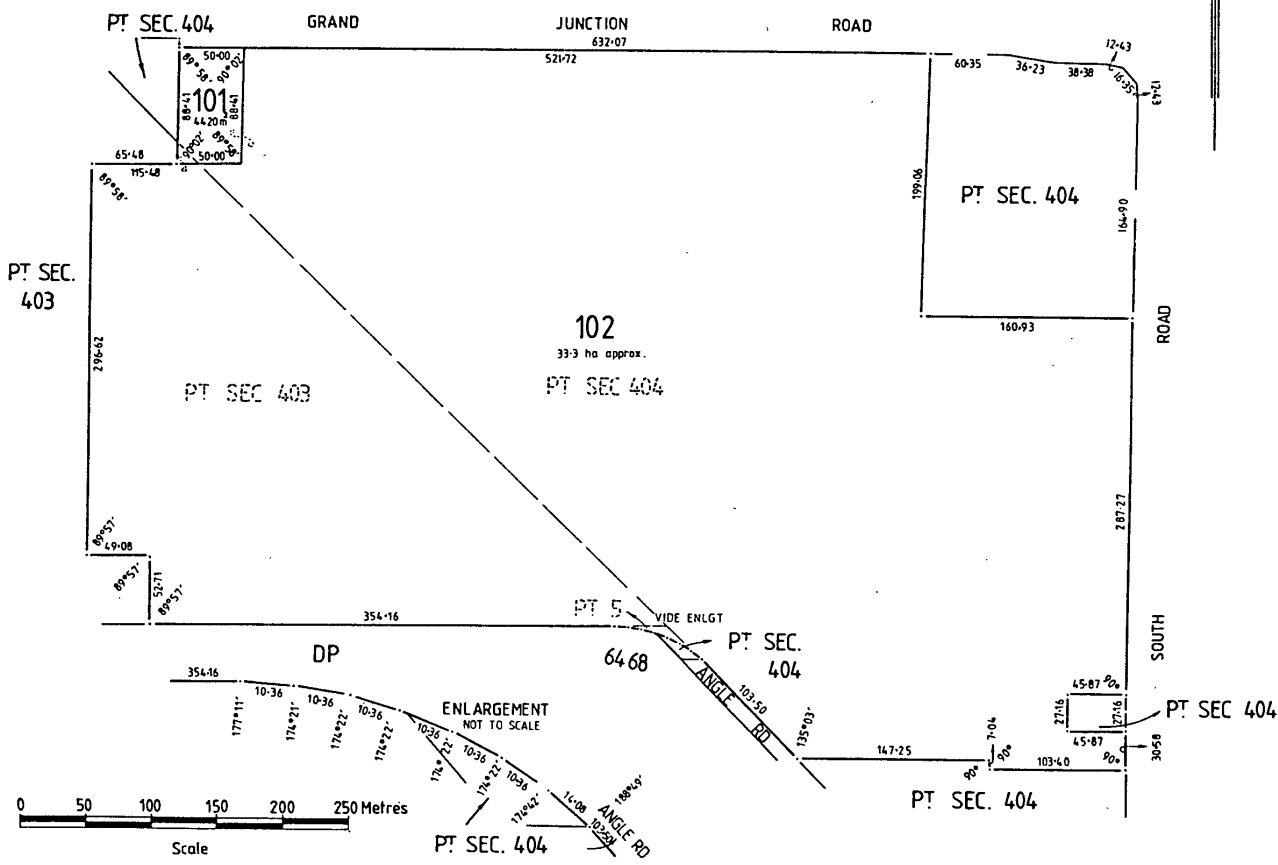 PT SEC. 404
GRAND JUNCTION ROAD
632·07
50·00
521·72
89°58′ 90°02′
101
4420m²
88·41
88·41
90°02′ 89°58′
50·00
60·35
36·23
38·38
12·43
16·35
12·43
65·48
115·48
89°58′
199·06
PT SEC. 404
164·90
PT SEC.
403
296·62
160·93
ROAD
102
33·3 ha approx.
PT SEC 403
PT SEC 404
287·27
89°57′
49·08
89°57′
52·71
89°57′
354·16
PT 5
VIDE ENLGT
PT SEC.
404
DP
6468
SOUTH
ANGLE RD
103·50
135°03′
45·87
90°
27·16
27·16
PT SEC 404
45·87
30·58
90°
147·25
7·04
90°
90°
103·40
PT SEC. 404
354·16
10·36
10·36
10·36
10·36
10·36
10·36
14·08
103·50
177°11′
174°21′
174°22′
174°22′
174°22′
174°22′
174°42′
188°49′
ENLARGEMENT
NOT TO SCALE
ANGLE RD
PT SEC. 404
0 50 100 150 200 250 Metres
Scale